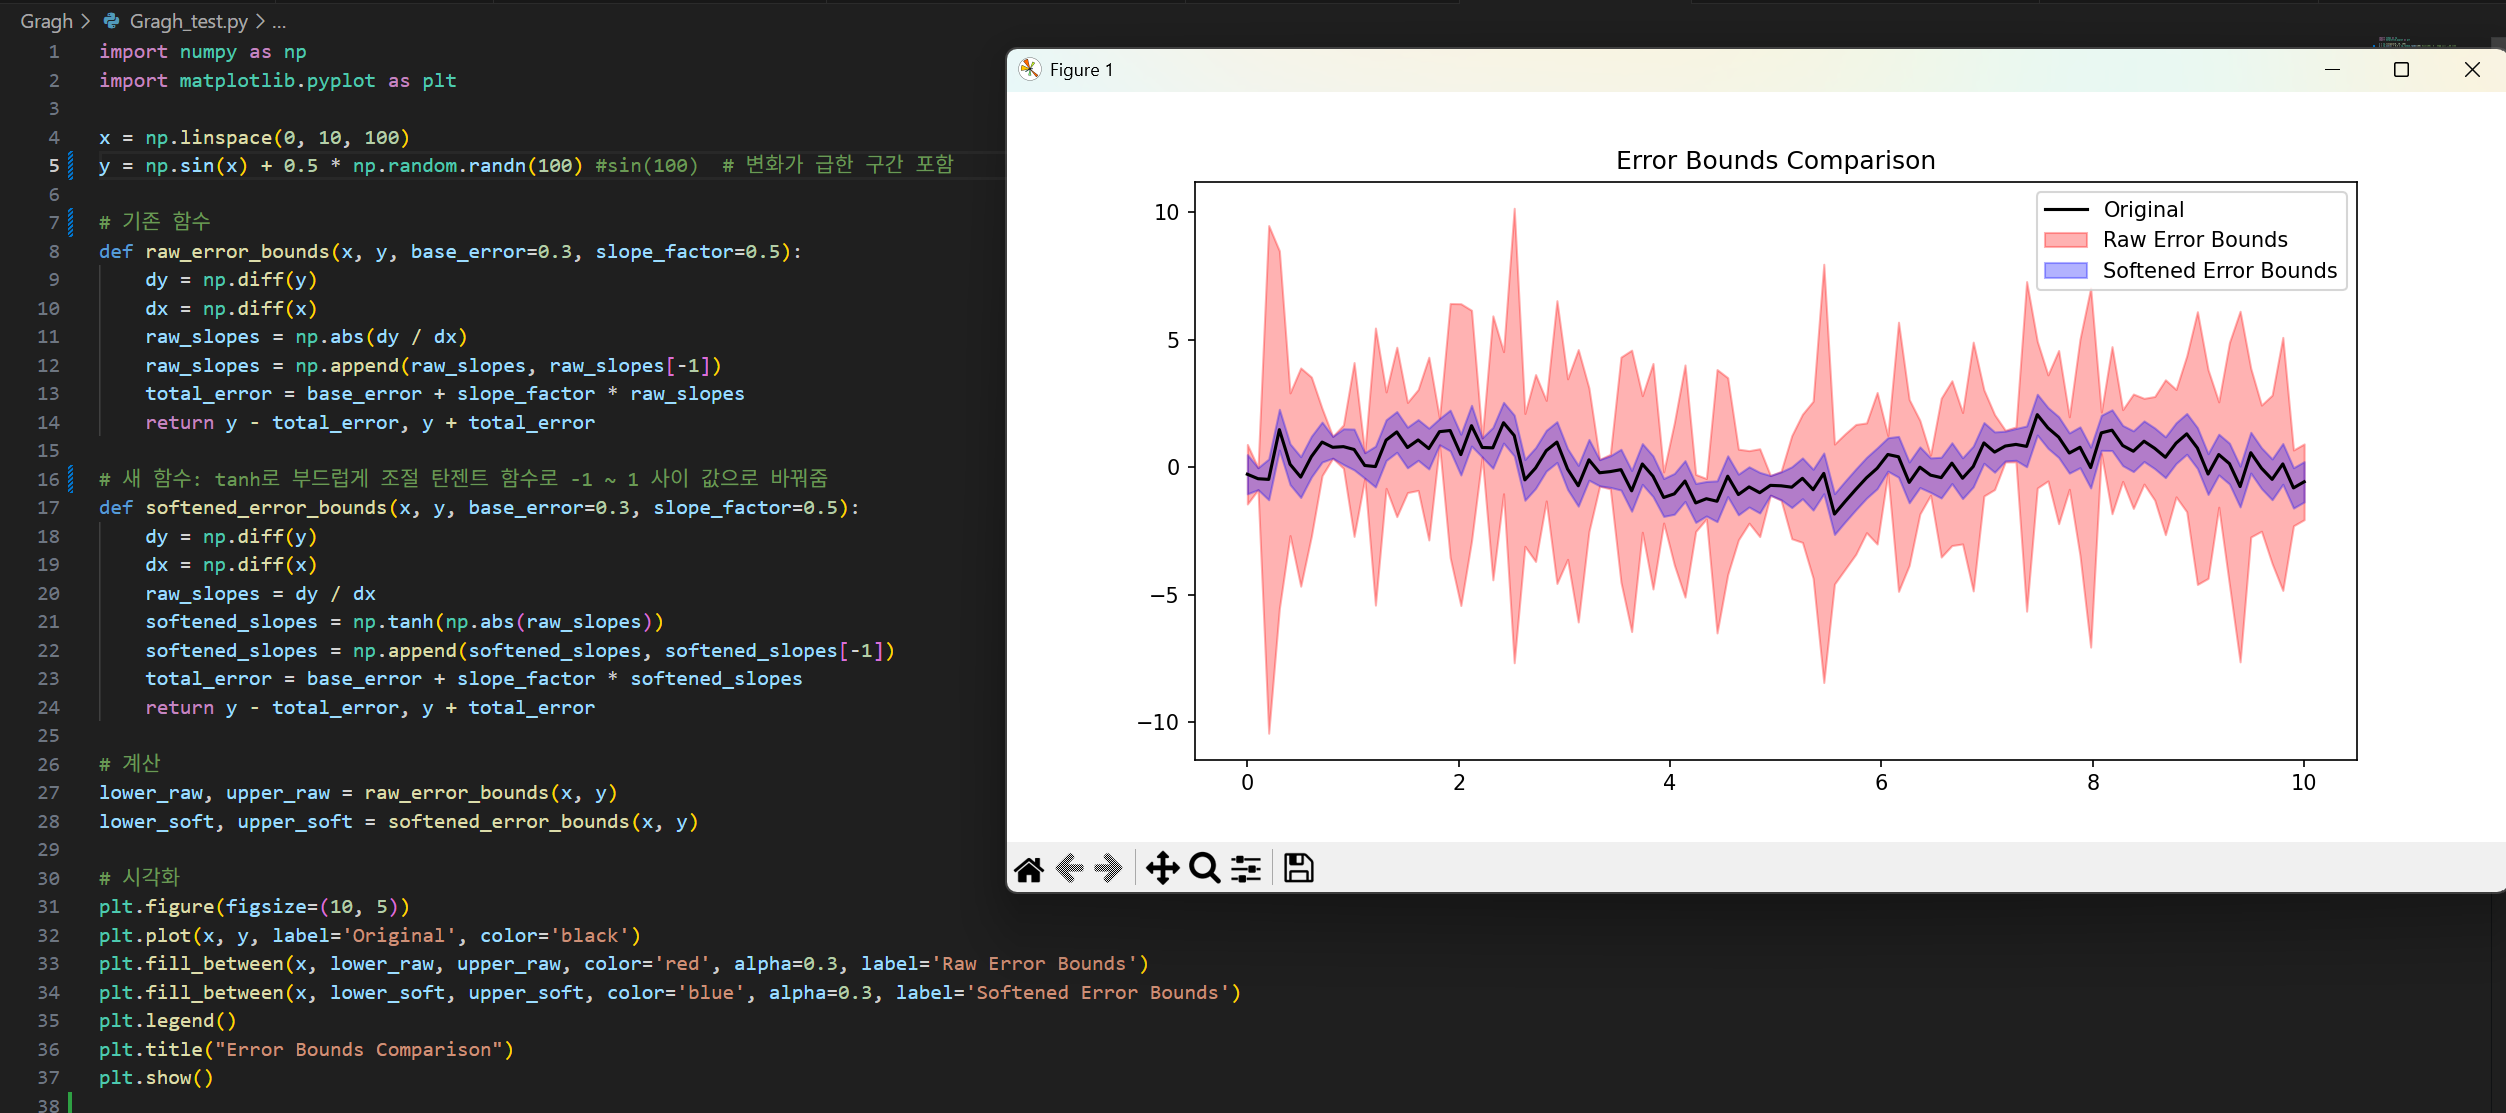 Gragh > Gragh_test.py > ...
1 import numpy as np
2 import matplotlib.pyplot as plt
3
4 x = np.linspace(0, 10, 100)
5 y = np.sin(x) + 0.5 * np.random.randn(100) #sin(100)  # 변화가 급한 구간 포함
6
7 # 기존 함수
8 def raw_error_bounds(x, y, base_error=0.3, slope_factor=0.5):
9     dy = np.diff(y)
10     dx = np.diff(x)
11     raw_slopes = np.abs(dy / dx)
12     raw_slopes = np.append(raw_slopes, raw_slopes[-1])
13     total_error = base_error + slope_factor * raw_slopes
14     return y - total_error, y + total_error
15
16 # 새 함수: tanh로 부드럽게 조절 탄젠트 함수로 -1 ~ 1 사이 값으로 바꿔줌
17 def softened_error_bounds(x, y, base_error=0.3, slope_factor=0.5):
18     dy = np.diff(y)
19     dx = np.diff(x)
20     raw_slopes = dy / dx
21     softened_slopes = np.tanh(np.abs(raw_slopes))
22     softened_slopes = np.append(softened_slopes, softened_slopes[-1])
23     total_error = base_error + slope_factor * softened_slopes
24     return y - total_error, y + total_error
25
26 # 계산
27 lower_raw, upper_raw = raw_error_bounds(x, y)
28 lower_soft, upper_soft = softened_error_bounds(x, y)
29
30 # 시각화
31 plt.figure(figsize=(10, 5))
32 plt.plot(x, y, label='Original', color='black')
33 plt.fill_between(x, lower_raw, upper_raw, color='red', alpha=0.3, label='Raw Error Bounds')
34 plt.fill_between(x, lower_soft, upper_soft, color='blue', alpha=0.3, label='Softened Error Bounds')
35 plt.legend()
36 plt.title("Error Bounds Comparison")
37 plt.show()
38
Figure 1
Error Bounds Comparison
Original
Raw Error Bounds
Softened Error Bounds
10
5
0
−5
−10
0 2 4 6 8 10